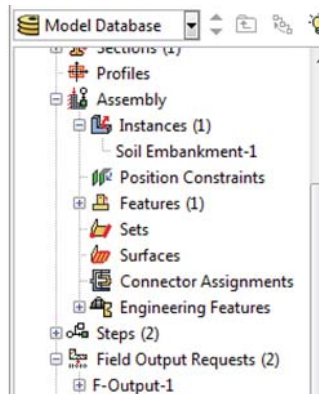 Model Database
Sections (1)
Profiles
Assembly
Instances (1)
Soil Embankment-1
Position Constraints
Features (1)
Sets
Surfaces
Connector Assignments
Engineering Features
Steps (2)
Field Output Requests (2)
F-Output-1